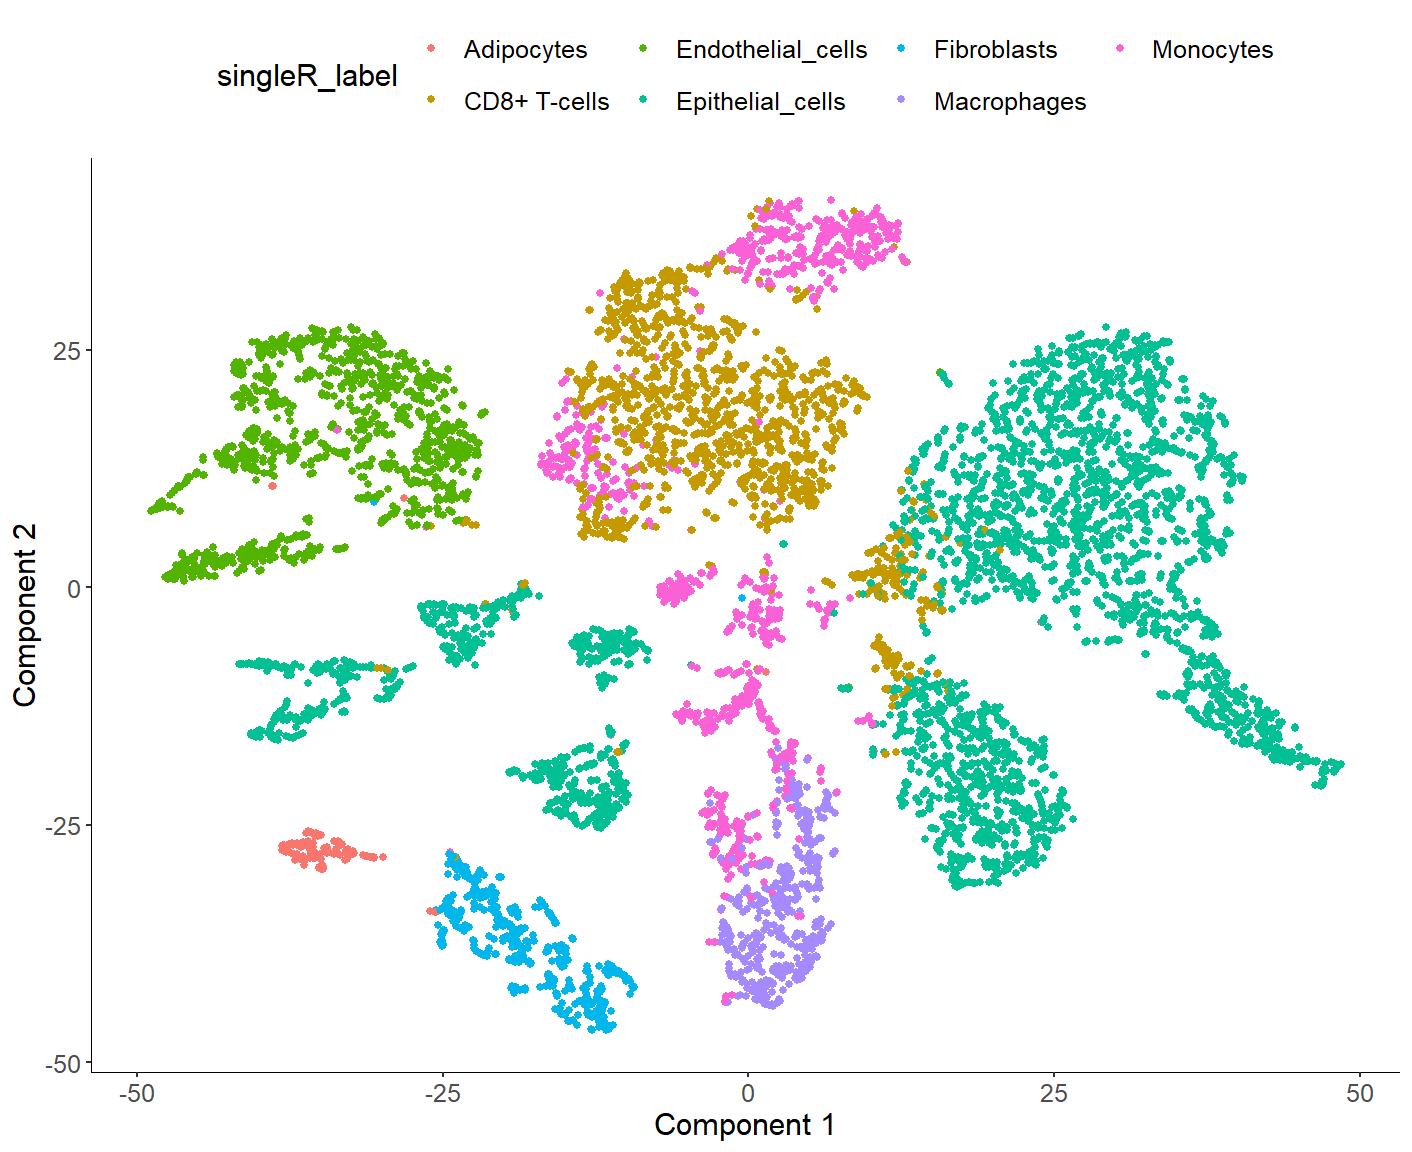 singleR_label
Adipocytes Endothelial_cells Fibroblasts Monocytes
CD8+ T-cells Epithelial_cells Macrophages
Component 2
25
0
-25
-50
-50 -25 0 25 50
Component 1